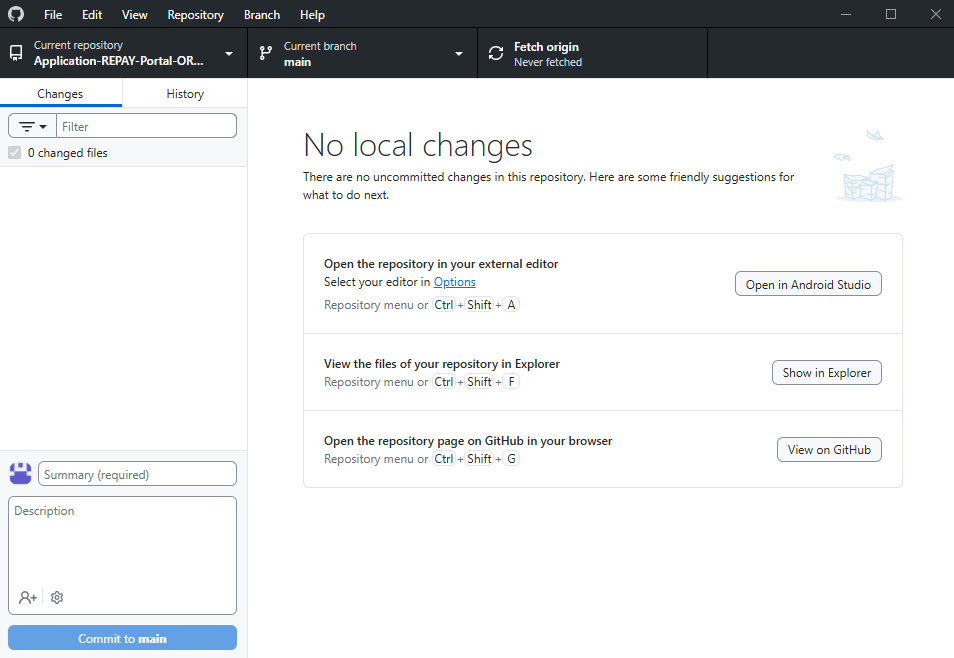 File Edit View Repository Branch Help
Current repository
Application-REPAY-Portal-OR...
Current branch
main
Fetch origin
Never fetched
Changes
History
Filter
0 changed files
No local changes
There are no uncommitted changes in this repository. Here are some friendly suggestions for
what to do next.
Open the repository in your external editor
Select your editor in Options
Repository menu or Ctrl + Shift + A
Open in Android Studio
View the files of your repository in Explorer
Repository menu or Ctrl + Shift + F
Show in Explorer
Open the repository page on GitHub in your browser
Repository menu or Ctrl + Shift + G
View on GitHub
Summary (required)
Description
Commit to main